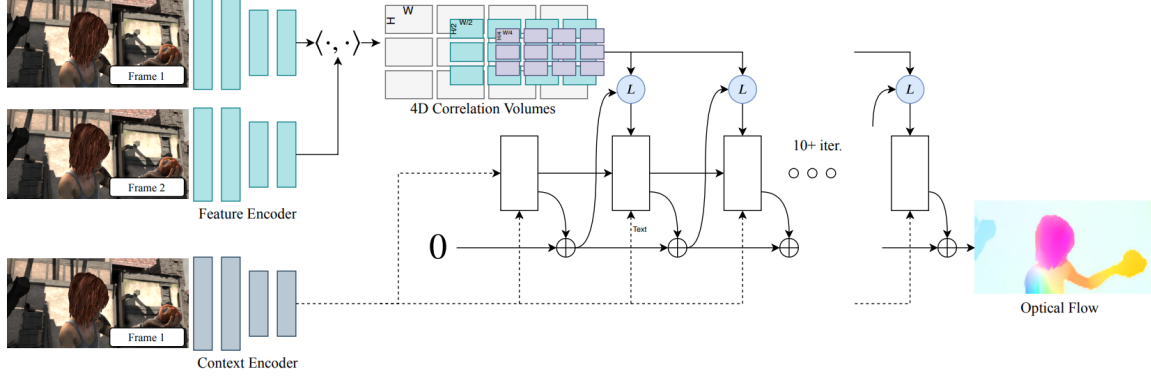 Frame 1
Frame 2
Feature Encoder
⟨·, ·⟩
H
W
H/2
W/2
H/4
W/4
4D Correlation Volumes
L
L
L
10+ iter.
0
Text
Frame 1
Context Encoder
Optical Flow